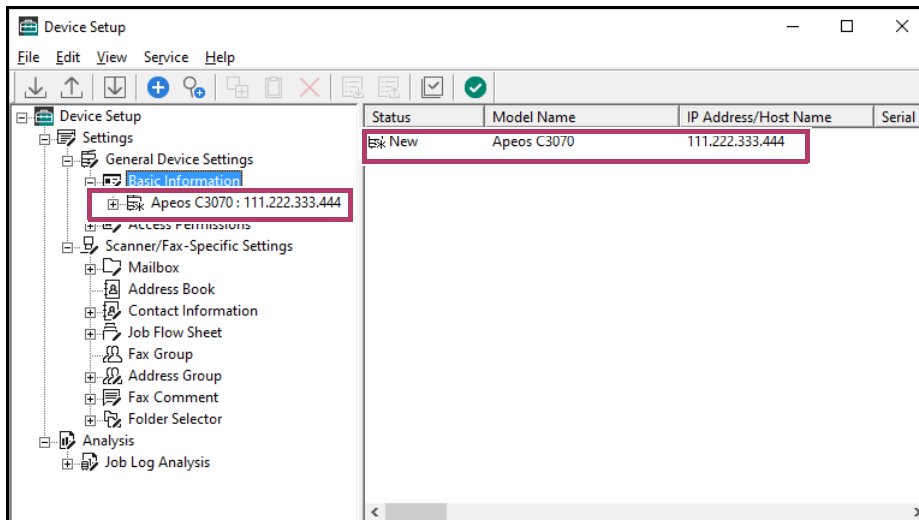 Device Setup
File Edit View Service Help
Device Setup
Settings
General Device Settings
Basic Information
Apeos C3070 : 111.222.333.444
Access Permissions
Scanner/Fax-Specific Settings
Mailbox
Address Book
Contact Information
Job Flow Sheet
Fax Group
Address Group
Fax Comment
Folder Selector
Analysis
Job Log Analysis
Status Model Name IP Address/Host Name Serial
New Apeos C3070 111.222.333.444